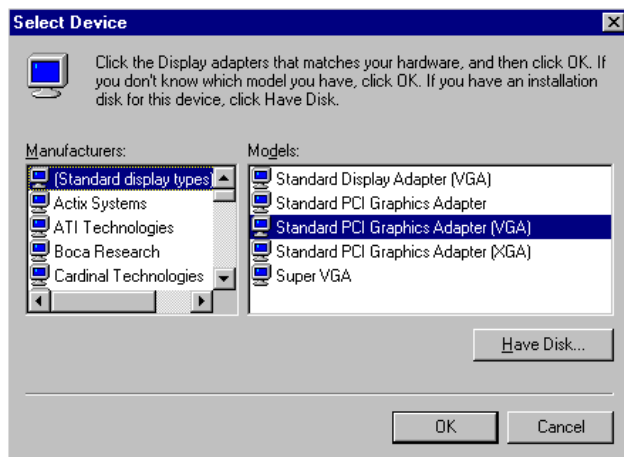 Select Device
Click the Display adapters that matches your hardware, and then click OK. If
you don't know which model you have, click OK. If you have an installation
disk for this device, click Have Disk.
Manufacturers:
(Standard display types)
Actix Systems
ATI Technologies
Boca Research
Cardinal Technologies
Models:
Standard Display Adapter (VGA)
Standard PCI Graphics Adapter
Standard PCI Graphics Adapter (VGA)
Standard PCI Graphics Adapter (XGA)
Super VGA
Have Disk...
OK
Cancel